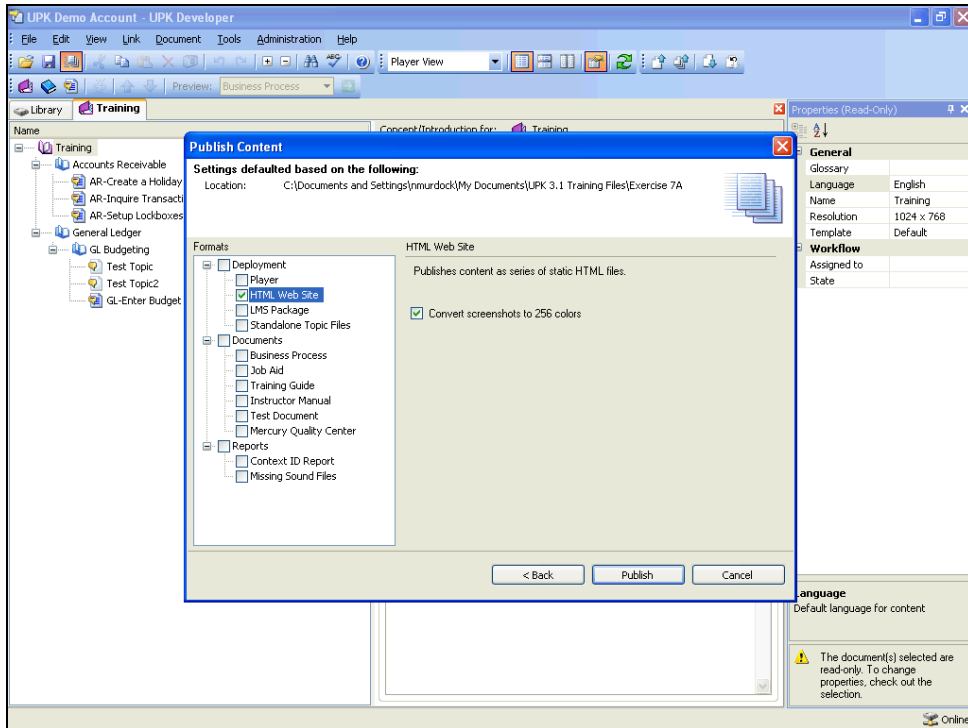 UPK Demo Account - UPK Developer
File Edit View Link Document Tools Administration Help
Player View
Preview: Business Process
Library Training
Properties (Read-Only)
Name
Concept/Introduction for: Training
Training
Accounts Receivable
AR-Create a Holiday
AR-Inquire Transacti
AR-Setup Lockboxes
General Ledger
GL Budgeting
Test Topic
Test Topic2
GL-Enter Budget
Publish Content
Settings defaulted based on the following:
Location: C:\Documents and Settings\nmurdock\My Documents\UPK 3.1 Training Files\Exercise 7A
Formats
Deployment
Player
HTML Web Site
LMS Package
Standalone Topic Files
Documents
Business Process
Job Aid
Training Guide
Instructor Manual
Test Document
Mercury Quality Center
Reports
Context ID Report
Missing Sound Files
HTML Web Site
Publishes content as series of static HTML files.
Convert screenshots to 256 colors
< Back Publish Cancel
General
Glossary
Language English
Name Training
Resolution 1024 x 768
Template Default
Workflow
Assigned to
State
Language
Default language for content
The document(s) selected are
read-only. To change
properties, check out the
selection.
Online